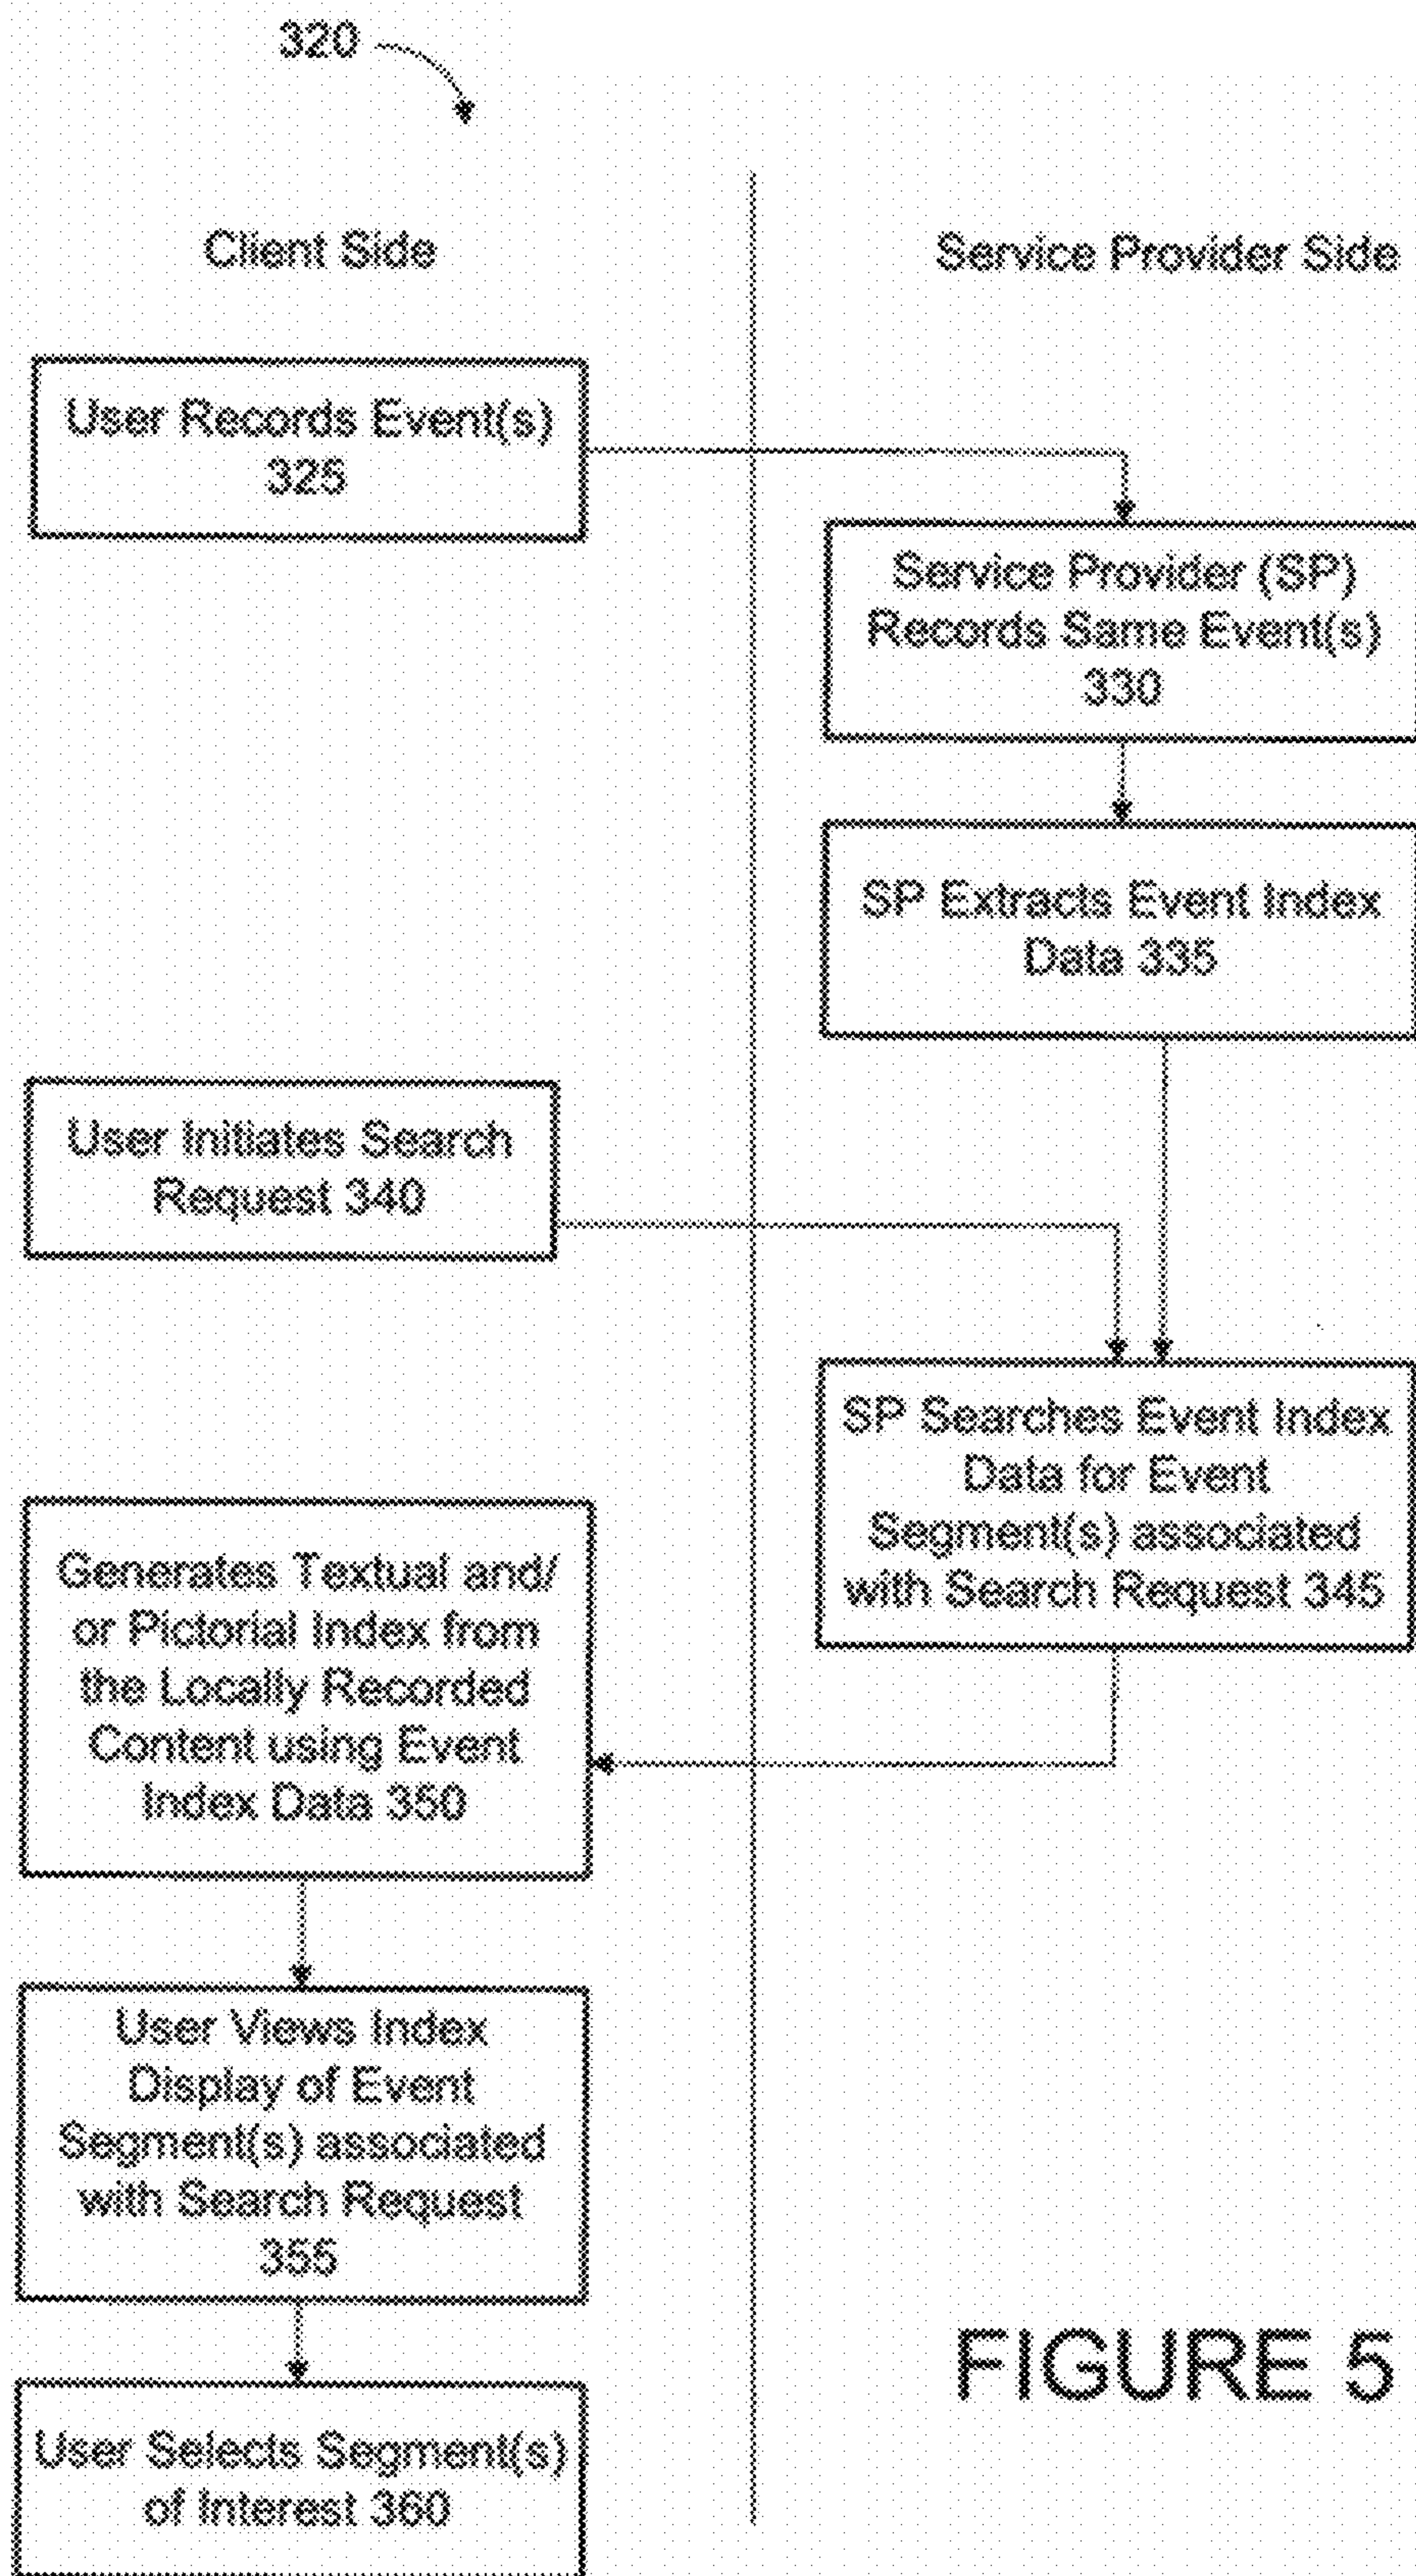 320
Client Side
Service Provider Side
User Records Event(s)
325
Service Provider (SP)
Records Same Event(s)
330
SP Extracts Event Index
Data 335
User Initiates Search
Request 340
SP Searches Event Index
Data for Event
Segment(s) associated
with Search Request 345
Generates Textual and/
or Pictorial Index from
the Locally Recorded
Content using Event
Index Data 350
User Views Index
Display of Event
Segment(s) associated
with Search Request
355
User Selects Segment(s)
of Interest 360
FIGURE 5